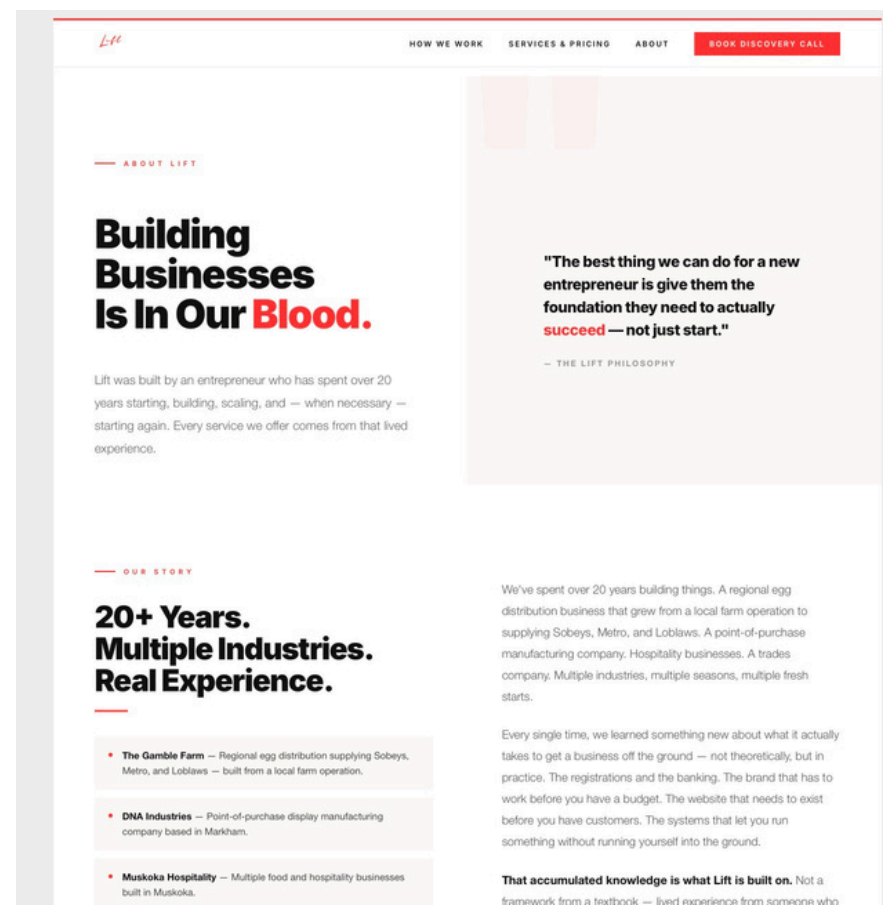 Lift
HOW WE WORK
SERVICES & PRICING
ABOUT
BOOK DISCOVERY CALL
ABOUT LIFT
Building
Businesses
Is In Our Blood.
Lift was built by an entrepreneur who has spent over 20
years starting, building, scaling, and — when necessary —
starting again. Every service we offer comes from that lived
experience.
"The best thing we can do for a new
entrepreneur is give them the
foundation they need to actually
succeed — not just start."
— THE LIFT PHILOSOPHY
OUR STORY
20+ Years.
Multiple Industries.
Real Experience.
• The Gamble Farm — Regional egg distribution supplying Sobeys,
Metro, and Loblaws — built from a local farm operation.
• DNA Industries — Point-of-purchase display manufacturing
company based in Markham.
• Muskoka Hospitality — Multiple food and hospitality businesses
built in Muskoka.
We've spent over 20 years building things. A regional egg
distribution business that grew from a local farm operation to
supplying Sobeys, Metro, and Loblaws. A point-of-purchase
manufacturing company. Hospitality businesses. A trades
company. Multiple industries, multiple seasons, multiple fresh
starts.
Every single time, we learned something new about what it actually
takes to get a business off the ground — not theoretically, but in
practice. The registrations and the banking. The brand that has to
work before you have a budget. The website that needs to exist
before you have customers. The systems that let you run
something without running yourself into the ground.
That accumulated knowledge is what Lift is built on. Not a
framework from a textbook — lived experience from someone who